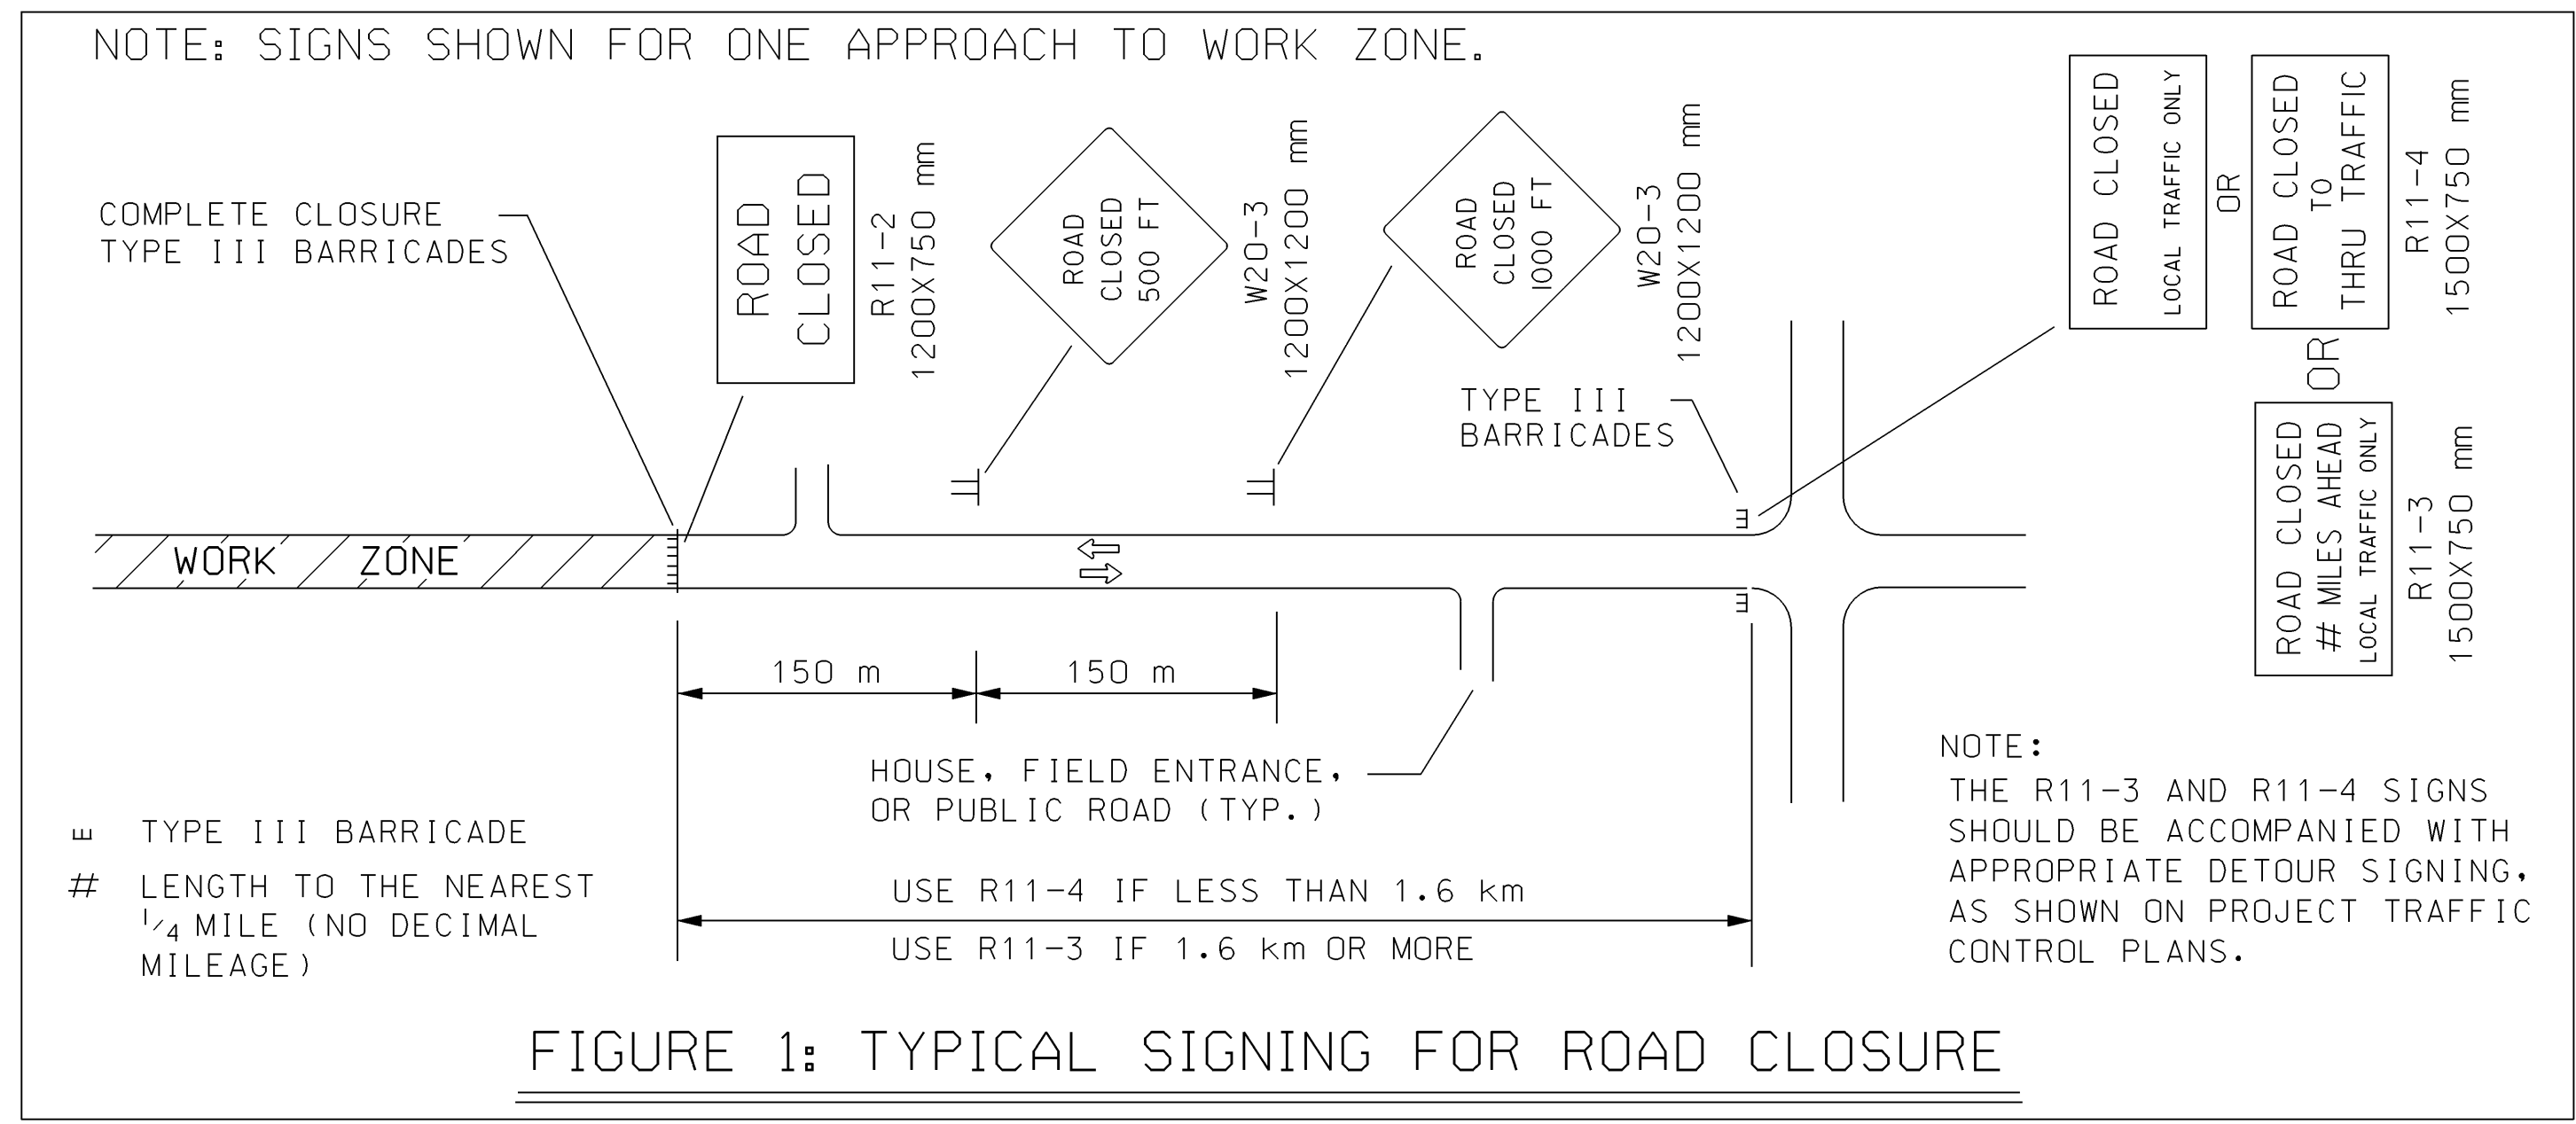 NOTE: SIGNS SHOWN FOR ONE APPROACH TO WORK ZONE.
COMPLETE CLOSURE
TYPE III BARRICADES
ROAD
CLOSED
R11-2
1200X750 mm
ROAD
CLOSED
500 FT
W20-3
1200X1200 mm
ROAD
CLOSED
1000 FT
W20-3
1200X1200 mm
TYPE III
BARRICADES
ROAD CLOSED
LOCAL TRAFFIC ONLY
OR
ROAD CLOSED
TO
THRU TRAFFIC
R11-4
1500X750 mm
OR
ROAD CLOSED
# MILES AHEAD
LOCAL TRAFFIC ONLY
R11-3
1500X750 mm
WORK ZONE
150 m
150 m
HOUSE, FIELD ENTRANCE,
OR PUBLIC ROAD (TYP.)
E TYPE III BARRICADE
# LENGTH TO THE NEAREST
1/4 MILE (NO DECIMAL
MILEAGE)
USE R11-4 IF LESS THAN 1.6 km
USE R11-3 IF 1.6 km OR MORE
NOTE:
THE R11-3 AND R11-4 SIGNS
SHOULD BE ACCOMPANIED WITH
APPROPRIATE DETOUR SIGNING,
AS SHOWN ON PROJECT TRAFFIC
CONTROL PLANS.
FIGURE 1: TYPICAL SIGNING FOR ROAD CLOSURE